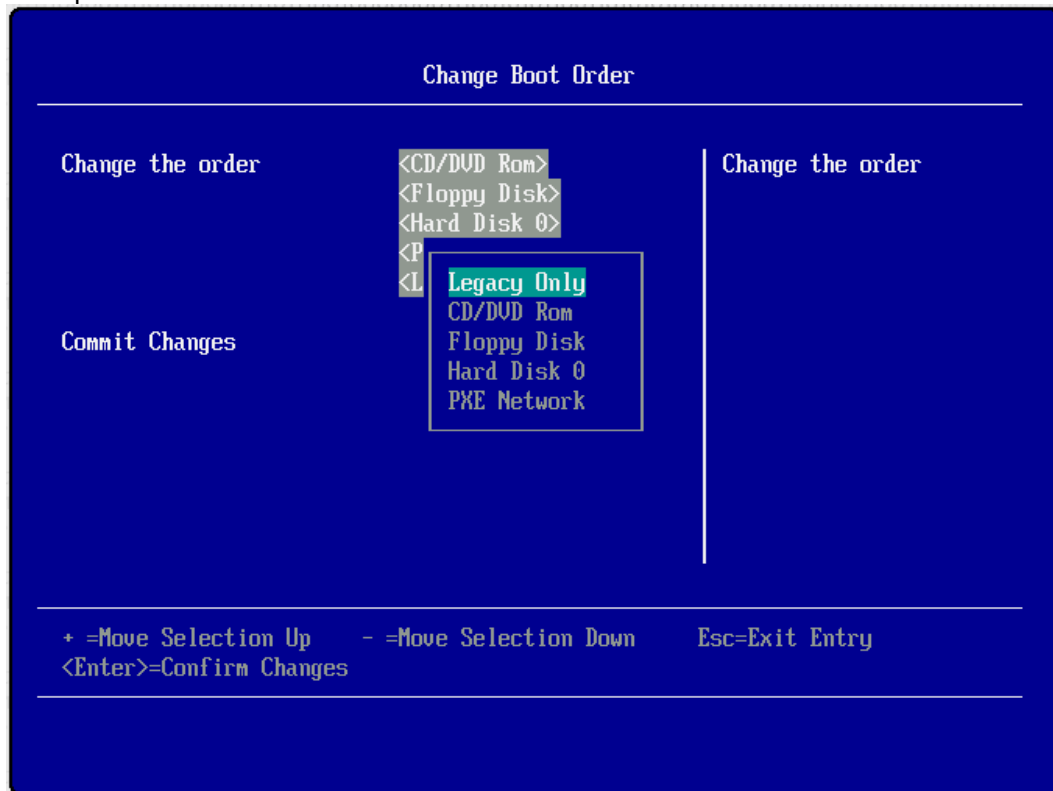 Change Boot Order
Change the order <CD/DVD Rom> Change the order
<Floppy Disk>
<Hard Disk 0>
<P
<L
Legacy Only
CD/DVD Rom
Commit Changes
Floppy Disk
Hard Disk 0
PXE Network
+ =Move Selection Up - =Move Selection Down Esc=Exit Entry
<Enter>=Confirm Changes